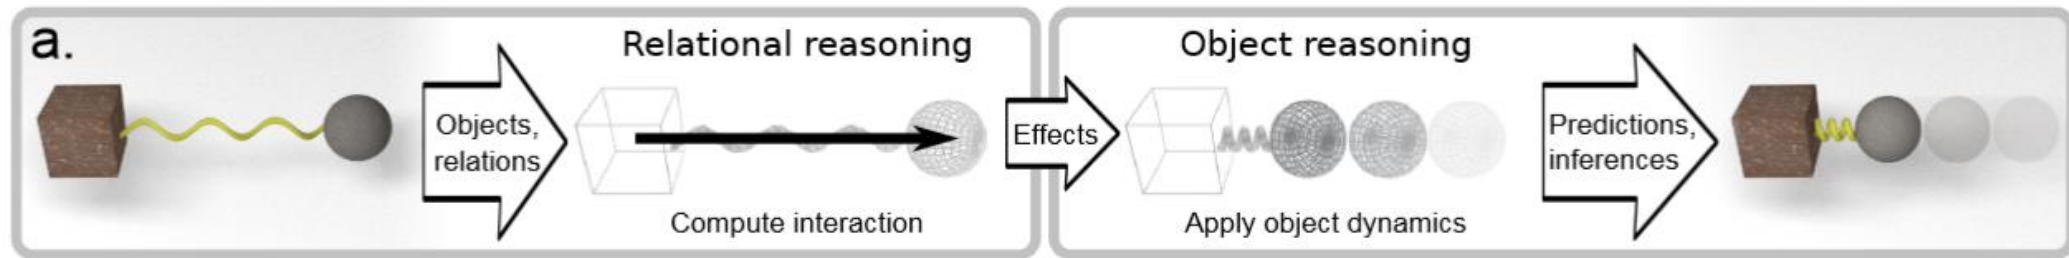 a.
Relational reasoning
Object reasoning
Objects,
relations
Effects
Predictions,
inferences
Compute interaction
Apply object dynamics